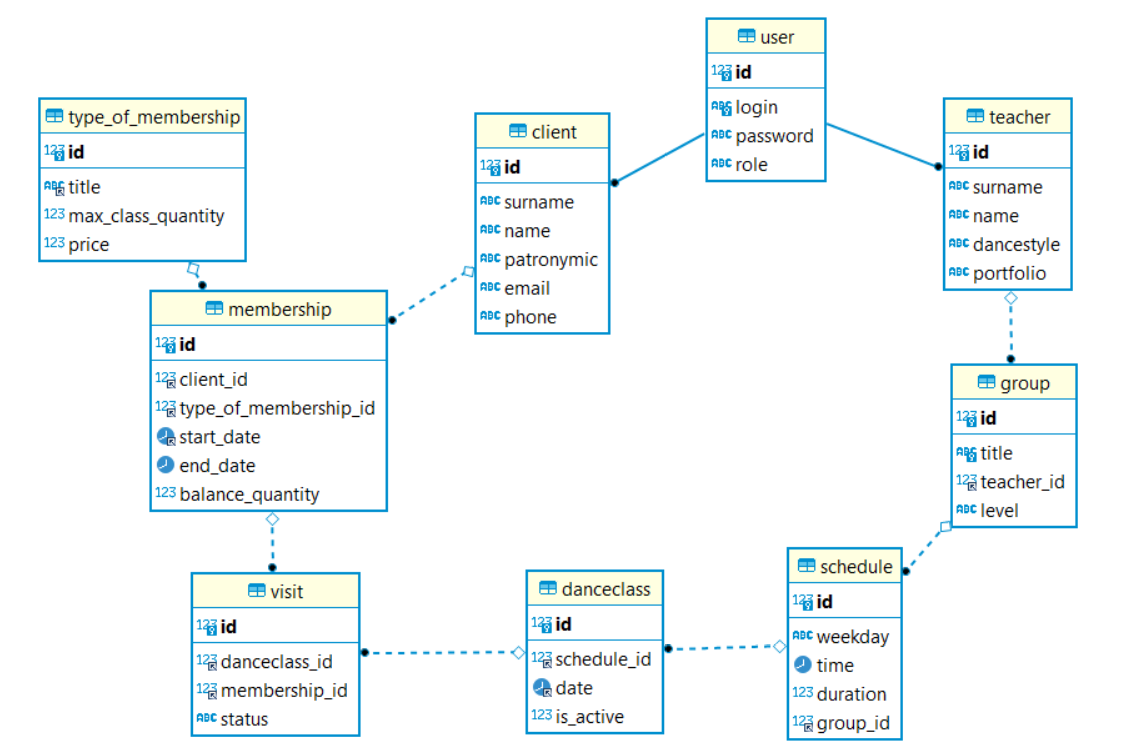 user
123 id
ABC login
ABC password
ABC role
type_of_membership
123 id
ABC title
123 max_class_quantity
123 price
client
123 id
ABC surname
ABC name
ABC patronymic
ABC email
ABC phone
teacher
123 id
ABC surname
ABC name
ABC dancestyle
ABC portfolio
membership
123 id
123 client_id
123 type_of_membership_id
start_date
end_date
123 balance_quantity
group
123 id
ABC title
123 teacher_id
ABC level
visit
123 id
123 danceclass_id
123 membership_id
ABC status
danceclass
123 id
123 schedule_id
date
123 is_active
schedule
123 id
ABC weekday
time
123 duration
123 group_id